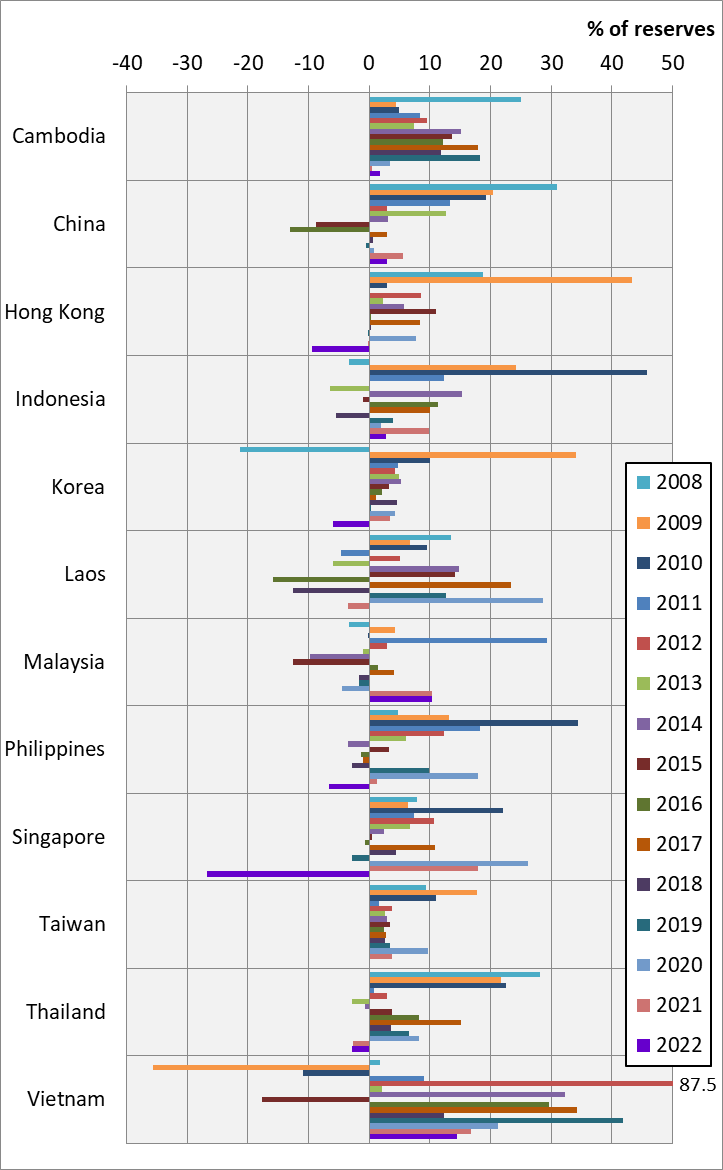 % of reserves
-40 -30 -20 -10 0 10 20 30 40 50
Cambodia
China
Hong Kong
Indonesia
Korea
Laos
Malaysia
Philippines
Singapore
Taiwan
Thailand
Vietnam
2008
2009
2010
2011
2012
2013
2014
2015
2016
2017
2018
2019
2020
2021
2022
87.5